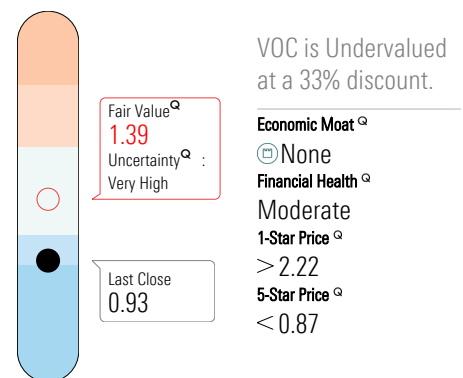 VOC is Undervalued
at a 33% discount.
Fair Value Q
1.39
Uncertainty Q :
Very High
Last Close
0.93
Economic Moat Q
None
Financial Health Q
Moderate
1-Star Price Q
>2.22
5-Star Price Q
<0.87